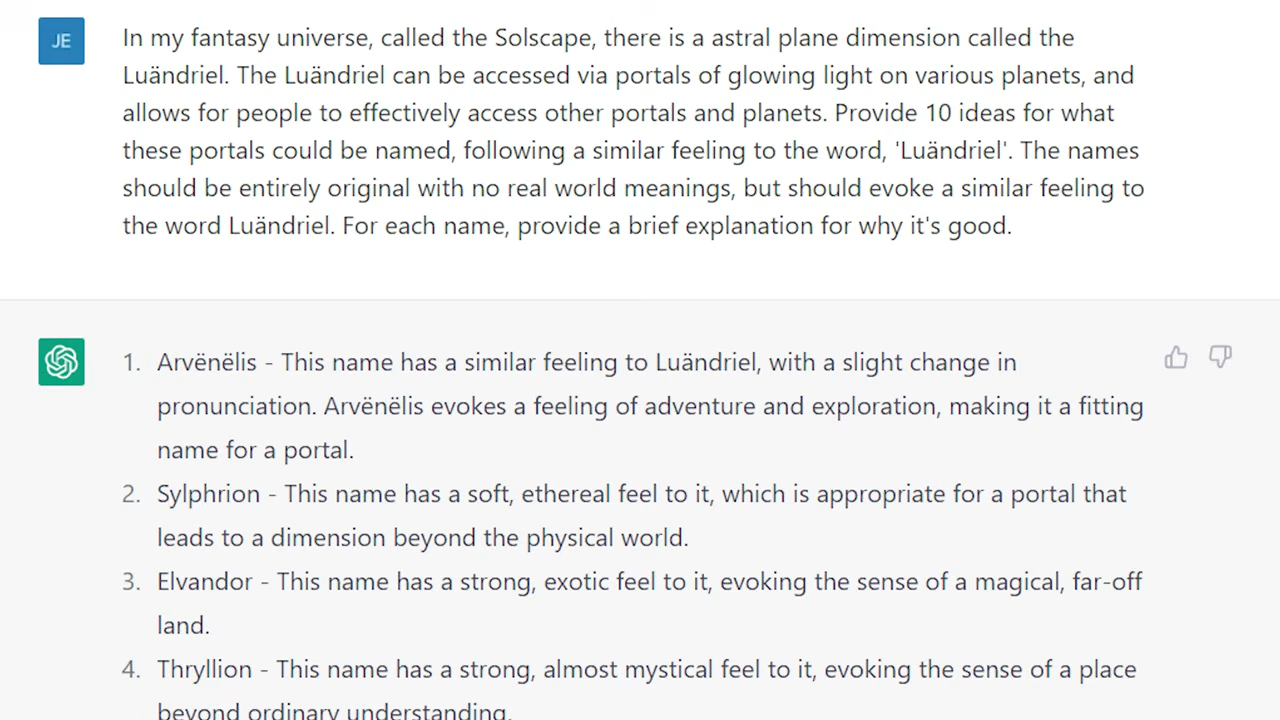 JE
In my fantasy universe, called the Solscape, there is a astral plane dimension called the
Luändriel. The Luändriel can be accessed via portals of glowing light on various planets, and
allows for people to effectively access other portals and planets. Provide 10 ideas for what
these portals could be named, following a similar feeling to the word, 'Luändriel'. The names
should be entirely original with no real world meanings, but should evoke a similar feeling to
the word Luändriel. For each name, provide a brief explanation for why it's good.
1. Arvënëlis - This name has a similar feeling to Luändriel, with a slight change in
pronunciation. Arvënëlis evokes a feeling of adventure and exploration, making it a fitting
name for a portal.
2. Sylphrion - This name has a soft, ethereal feel to it, which is appropriate for a portal that
leads to a dimension beyond the physical world.
3. Elvandor - This name has a strong, exotic feel to it, evoking the sense of a magical, far-off
land.
4. Thryllion - This name has a strong, almost mystical feel to it, evoking the sense of a place
beyond ordinary understanding.